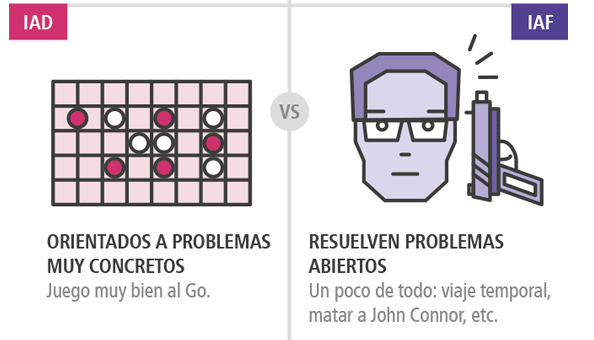 IAD
IAF
VS
ORIENTADOS A PROBLEMAS
MUY CONCRETOS
Juego muy bien al Go.
RESUELVEN PROBLEMAS
ABIERTOS
Un poco de todo: viaje temporal,
matar a John Connor, etc.